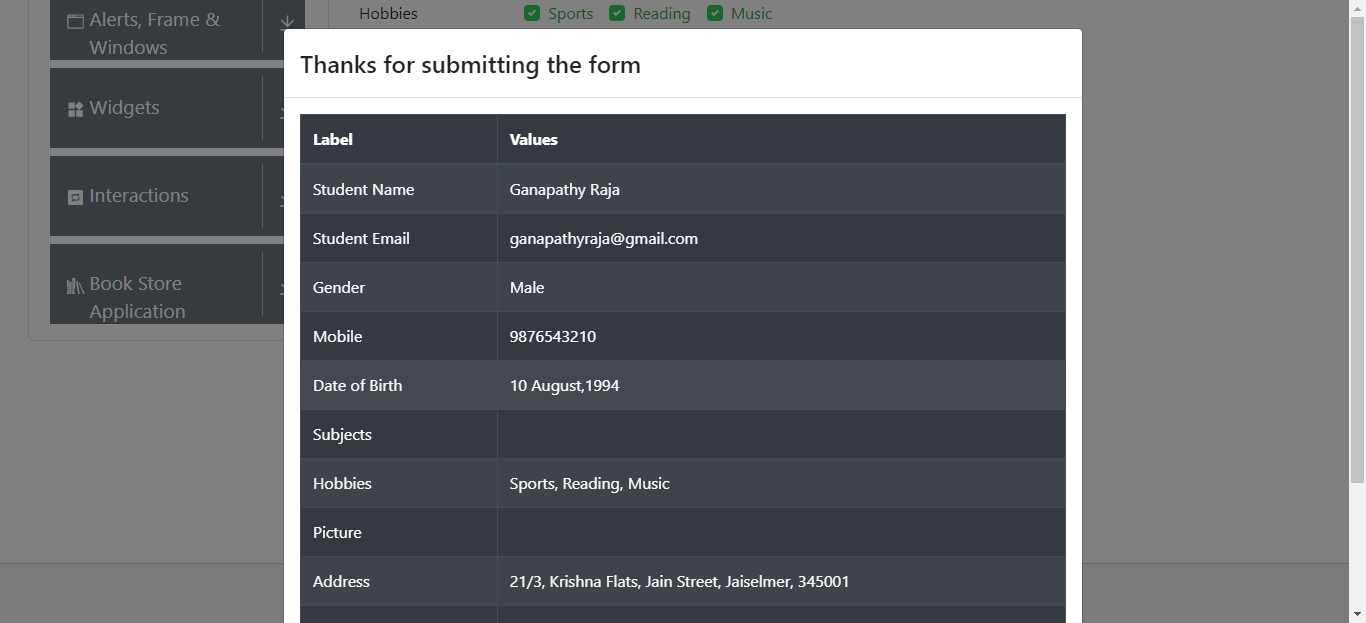 Alerts, Frame &
Windows
Widgets
Interactions
Book Store
Application
Hobbies Sports Reading Music
Thanks for submitting the form
Label Values
Student Name Ganapathy Raja
Student Email ganapathyraja@gmail.com
Gender Male
Mobile 9876543210
Date of Birth 10 August,1994
Subjects
Hobbies Sports, Reading, Music
Picture
Address 21/3, Krishna Flats, Jain Street, Jaiselmer, 345001